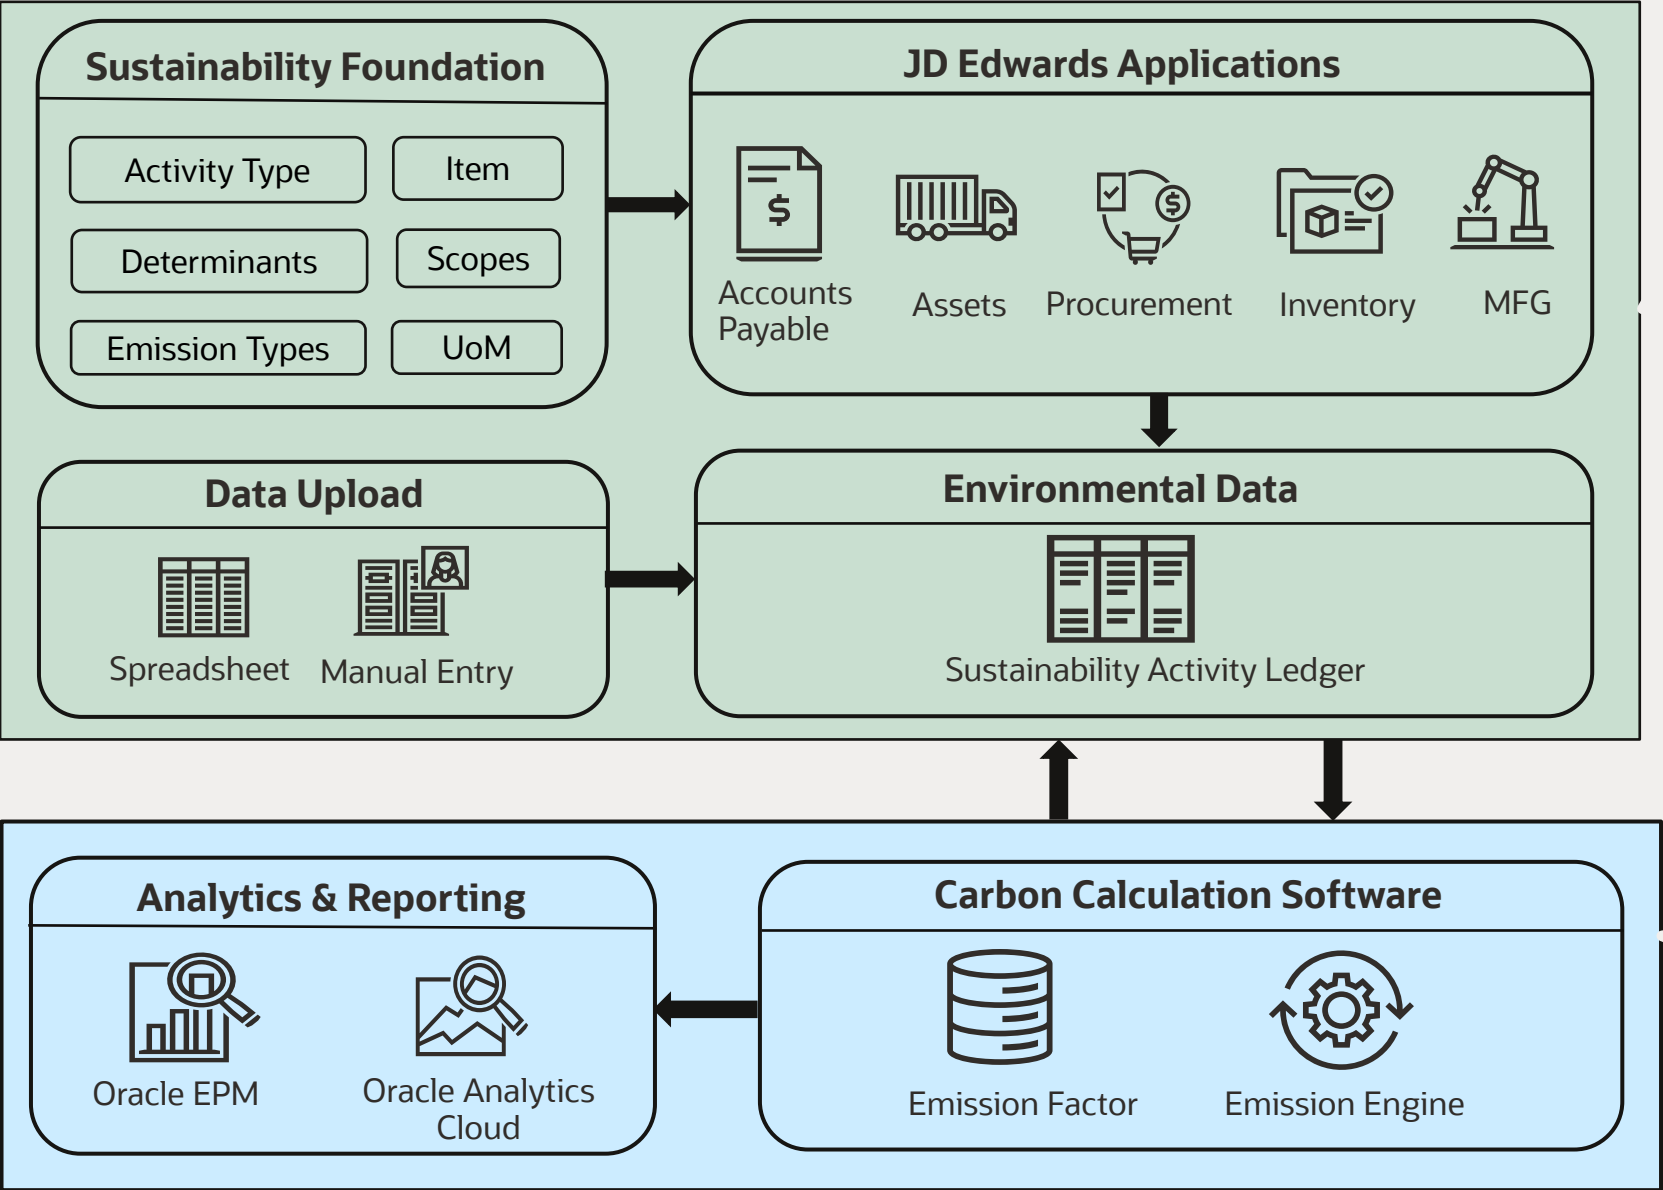 Sustainability Foundation
Activity Type
Item
Determinants
Scopes
Emission Types
UoM
JD Edwards Applications
Accounts
Payable
Assets
Procurement
Inventory
MFG
Data Upload
Spreadsheet
Manual Entry
Environmental Data
Sustainability Activity Ledger
Analytics & Reporting
Oracle EPM
Oracle Analytics
Cloud
Carbon Calculation Software
Emission Factor
Emission Engine